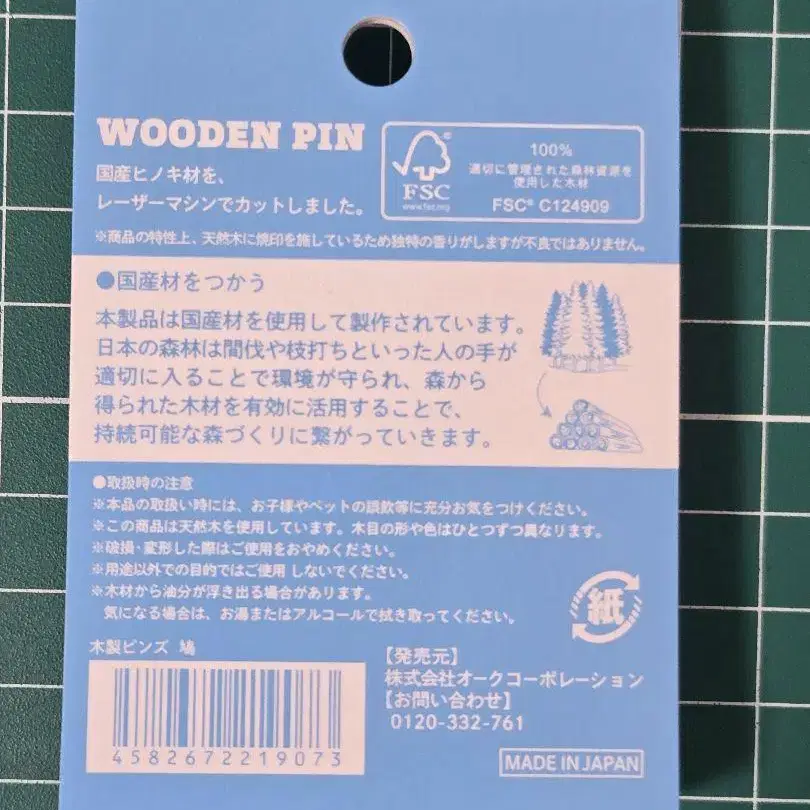 WOODEN PIN
国産ヒノキ材を、
レーザーマシンでカットしました。
FSC®
www.fsc.org
100%
適切に管理された森林資源を
使用した木材
FSC® C124909
※商品の特性上、天然木に焼印を施しているため独特の香りがしますが不良ではありません。
●国産材をつかう
本製品は国産材を使用して製作されています。
日本の森林は間伐や枝打ちといった人の手が
適切に入ることで環境が守られ、森から
得られた木材を有効に活用することで、
持続可能な森づくりに繋がっていきます。
●取扱時の注意
※本品の取扱い時には、お子様やペットの誤飲等に充分お気をつけください。
※この商品は天然木を使用しています。木目の形や色はひとつずつ異なります。
※破損・変形した際はご使用をおやめください。
※用途以外での目的ではご使用 しないでください。
※木材から油分が浮き出る場合があります。
気になる場合は、お湯またはアルコールで拭き取ってください。
紙
木製ピンズ 鳩
4582672219073
【発売元】
株式会社オークコーポレーション
【お問い合わせ】
0120-332-761
MADE IN JAPAN